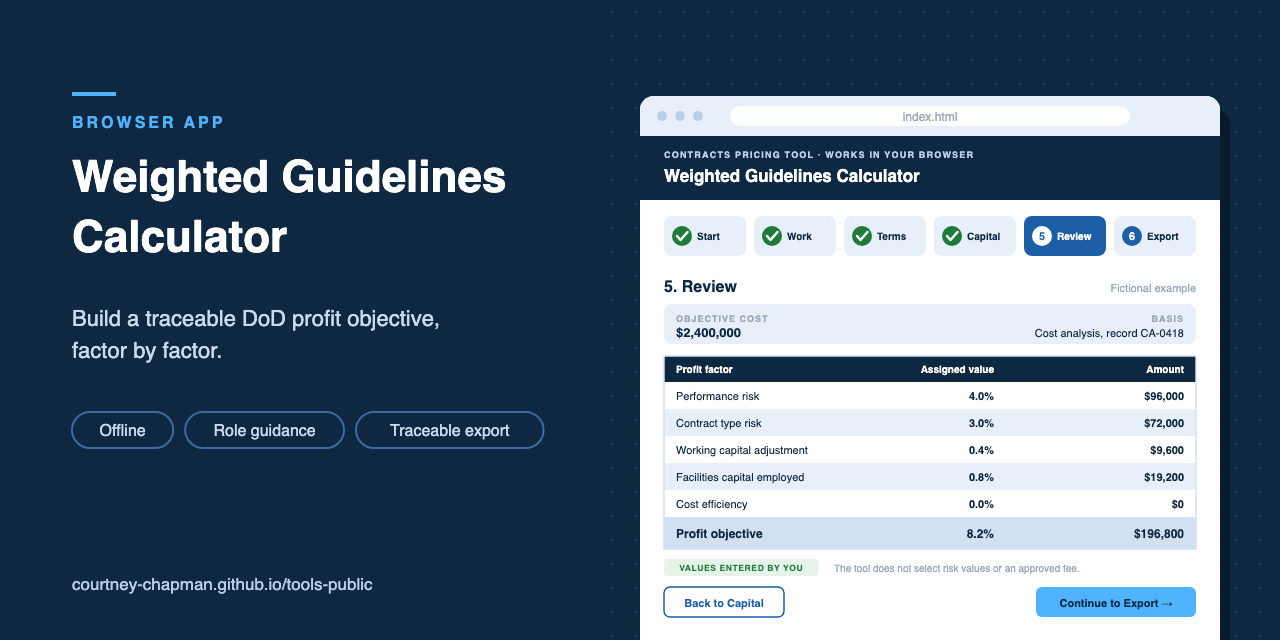 BROWSER APP
Weighted Guidelines
Calculator
Build a traceable DoD profit objective,
factor by factor.
Offline Role guidance Traceable export
courtney-chapman.github.io/tools-public
index.html
CONTRACTS PRICING TOOL · WORKS IN YOUR BROWSER
Weighted Guidelines Calculator
Start Work Terms Capital 5 Review 6 Export
5. Review Fictional example
OBJECTIVE COST BASIS
$2,400,000 Cost analysis, record CA-0418
Profit factor Assigned value Amount
Performance risk 4.0% $96,000
Contract type risk 3.0% $72,000
Working capital adjustment 0.4% $9,600
Facilities capital employed 0.8% $19,200
Cost efficiency 0.0% $0
Profit objective 8.2% $196,800
VALUES ENTERED BY YOU The tool does not select risk values or an approved fee.
Back to Capital Continue to Export →